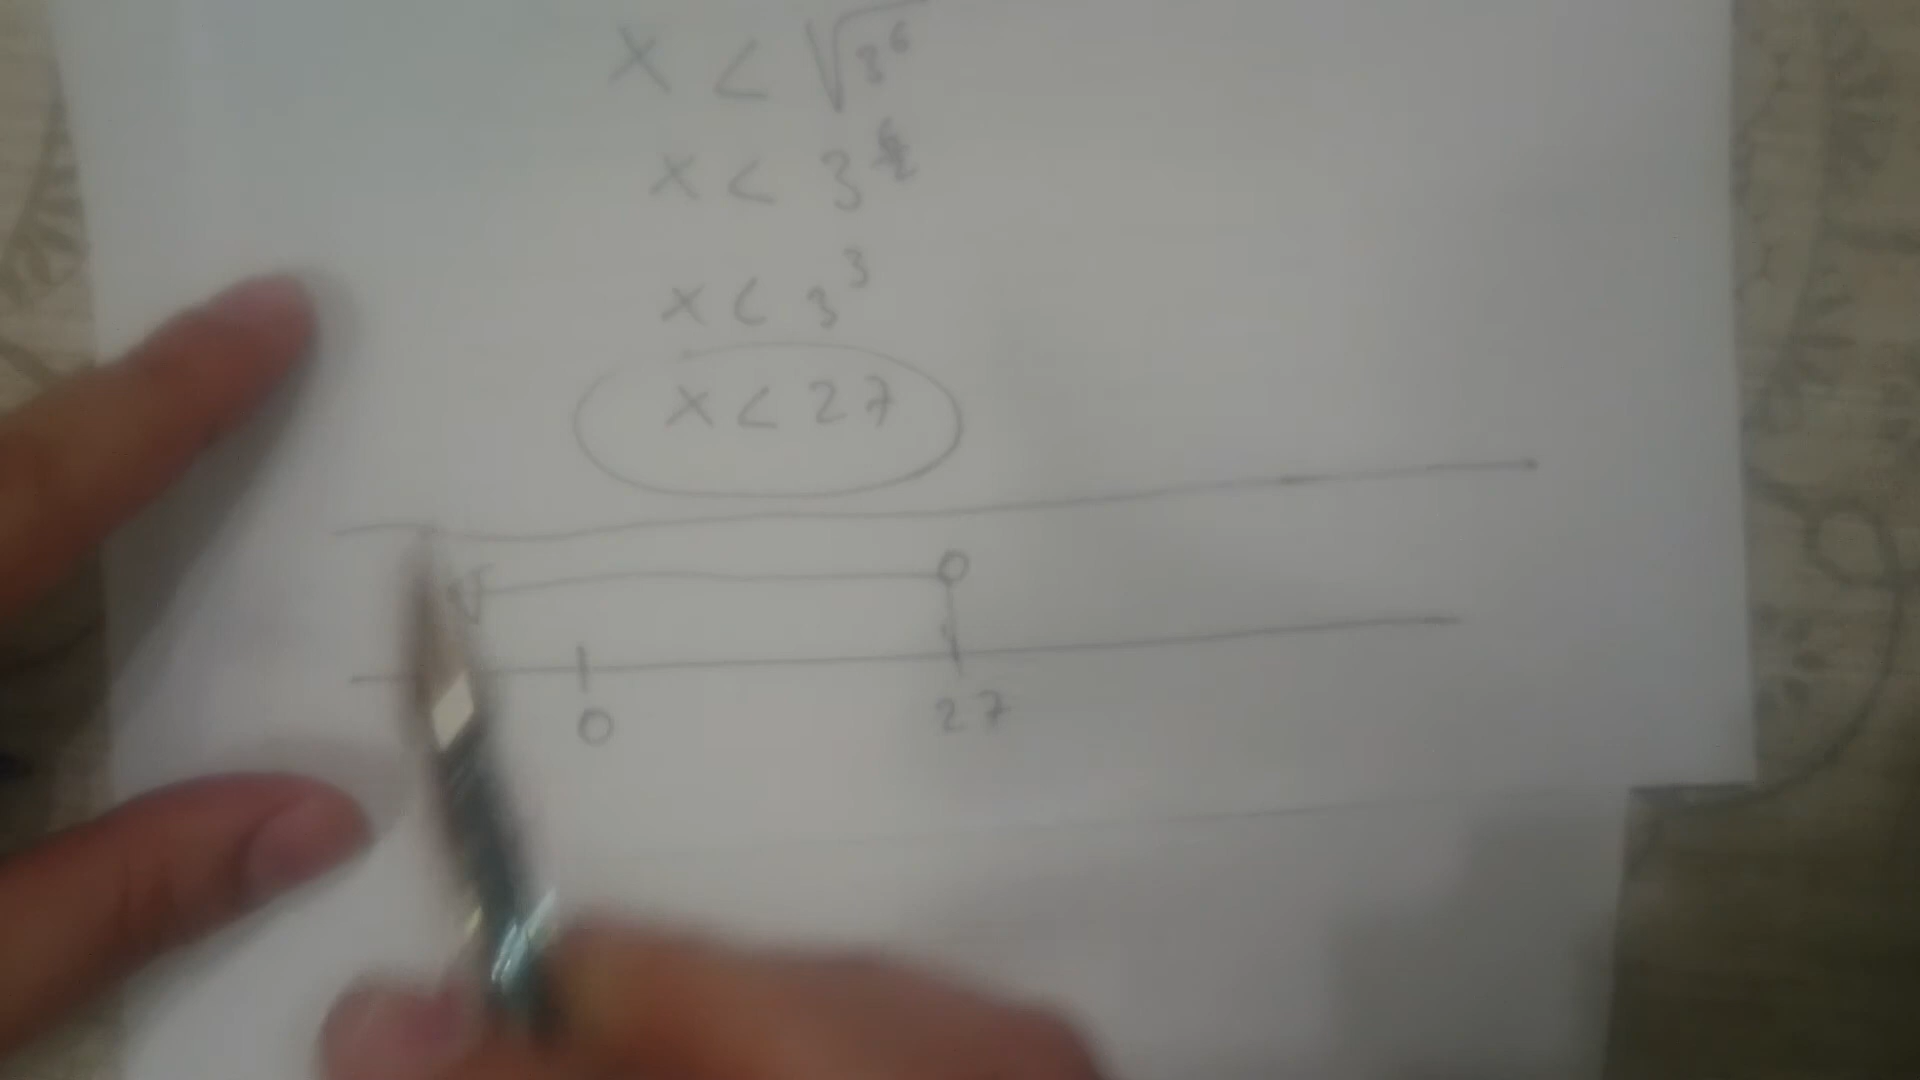 x < √3⁶
x < 3^(6/2)
x < 3³
x < 27
0 27